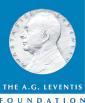 THE A.G. LEVENTIS
FOUNDATION